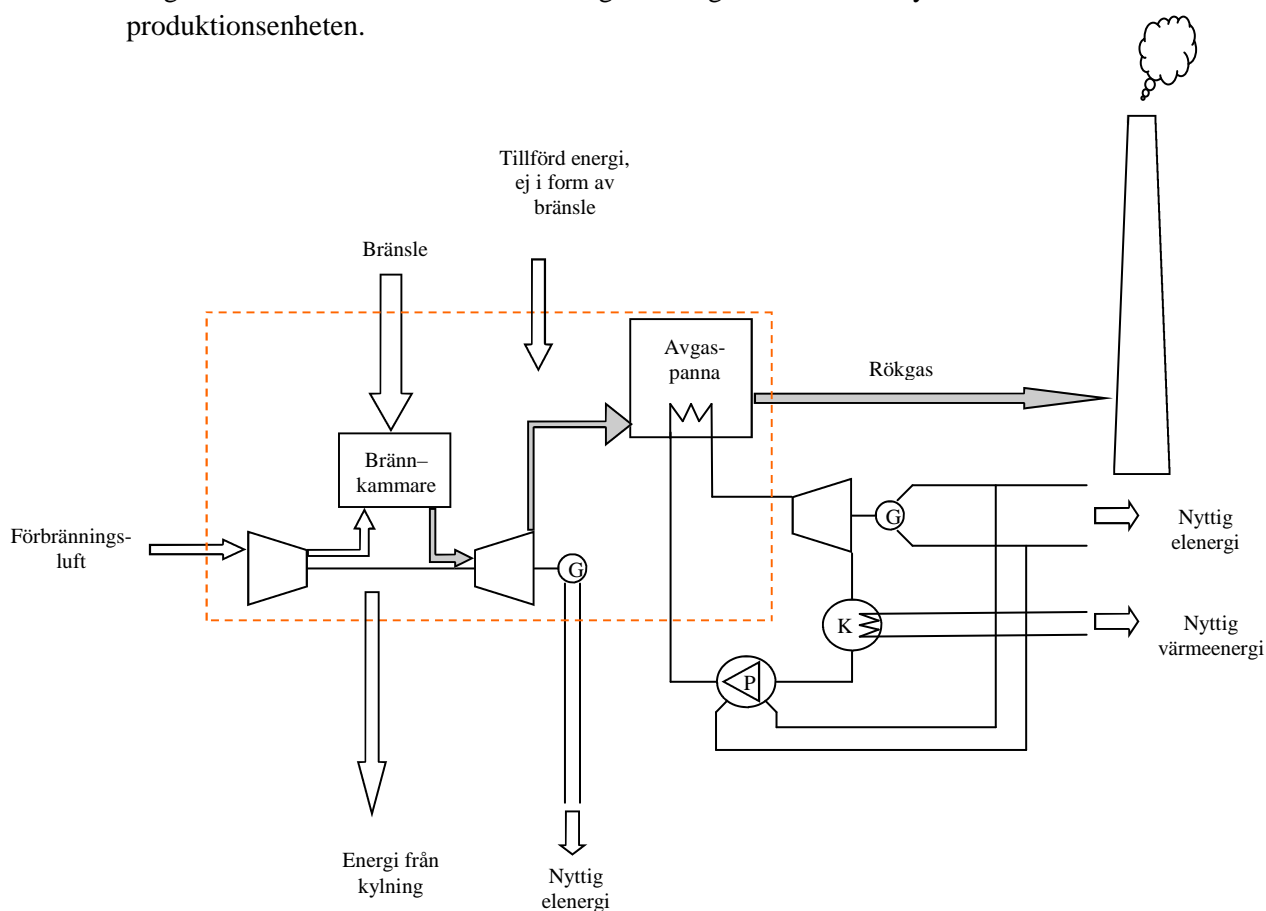 produktionsenheten.
Tillförd energi,
ej i form av
bränsle
Bränsle
Avgas-
panna
Rökgas
Bränn–
kammare
Förbrännings-
luft
G
G
Nyttig
elenergi
K
Nyttig
värmeenergi
P
Energi från
kylning
Nyttig
elenergi